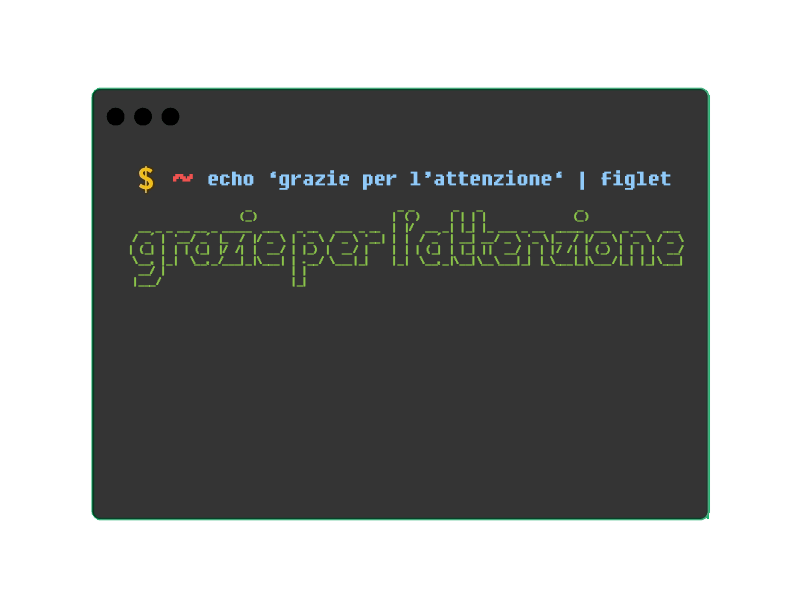 $ ~ echo ‘grazie per l’attenzione‘ | figlet
grazie per l'attenzione